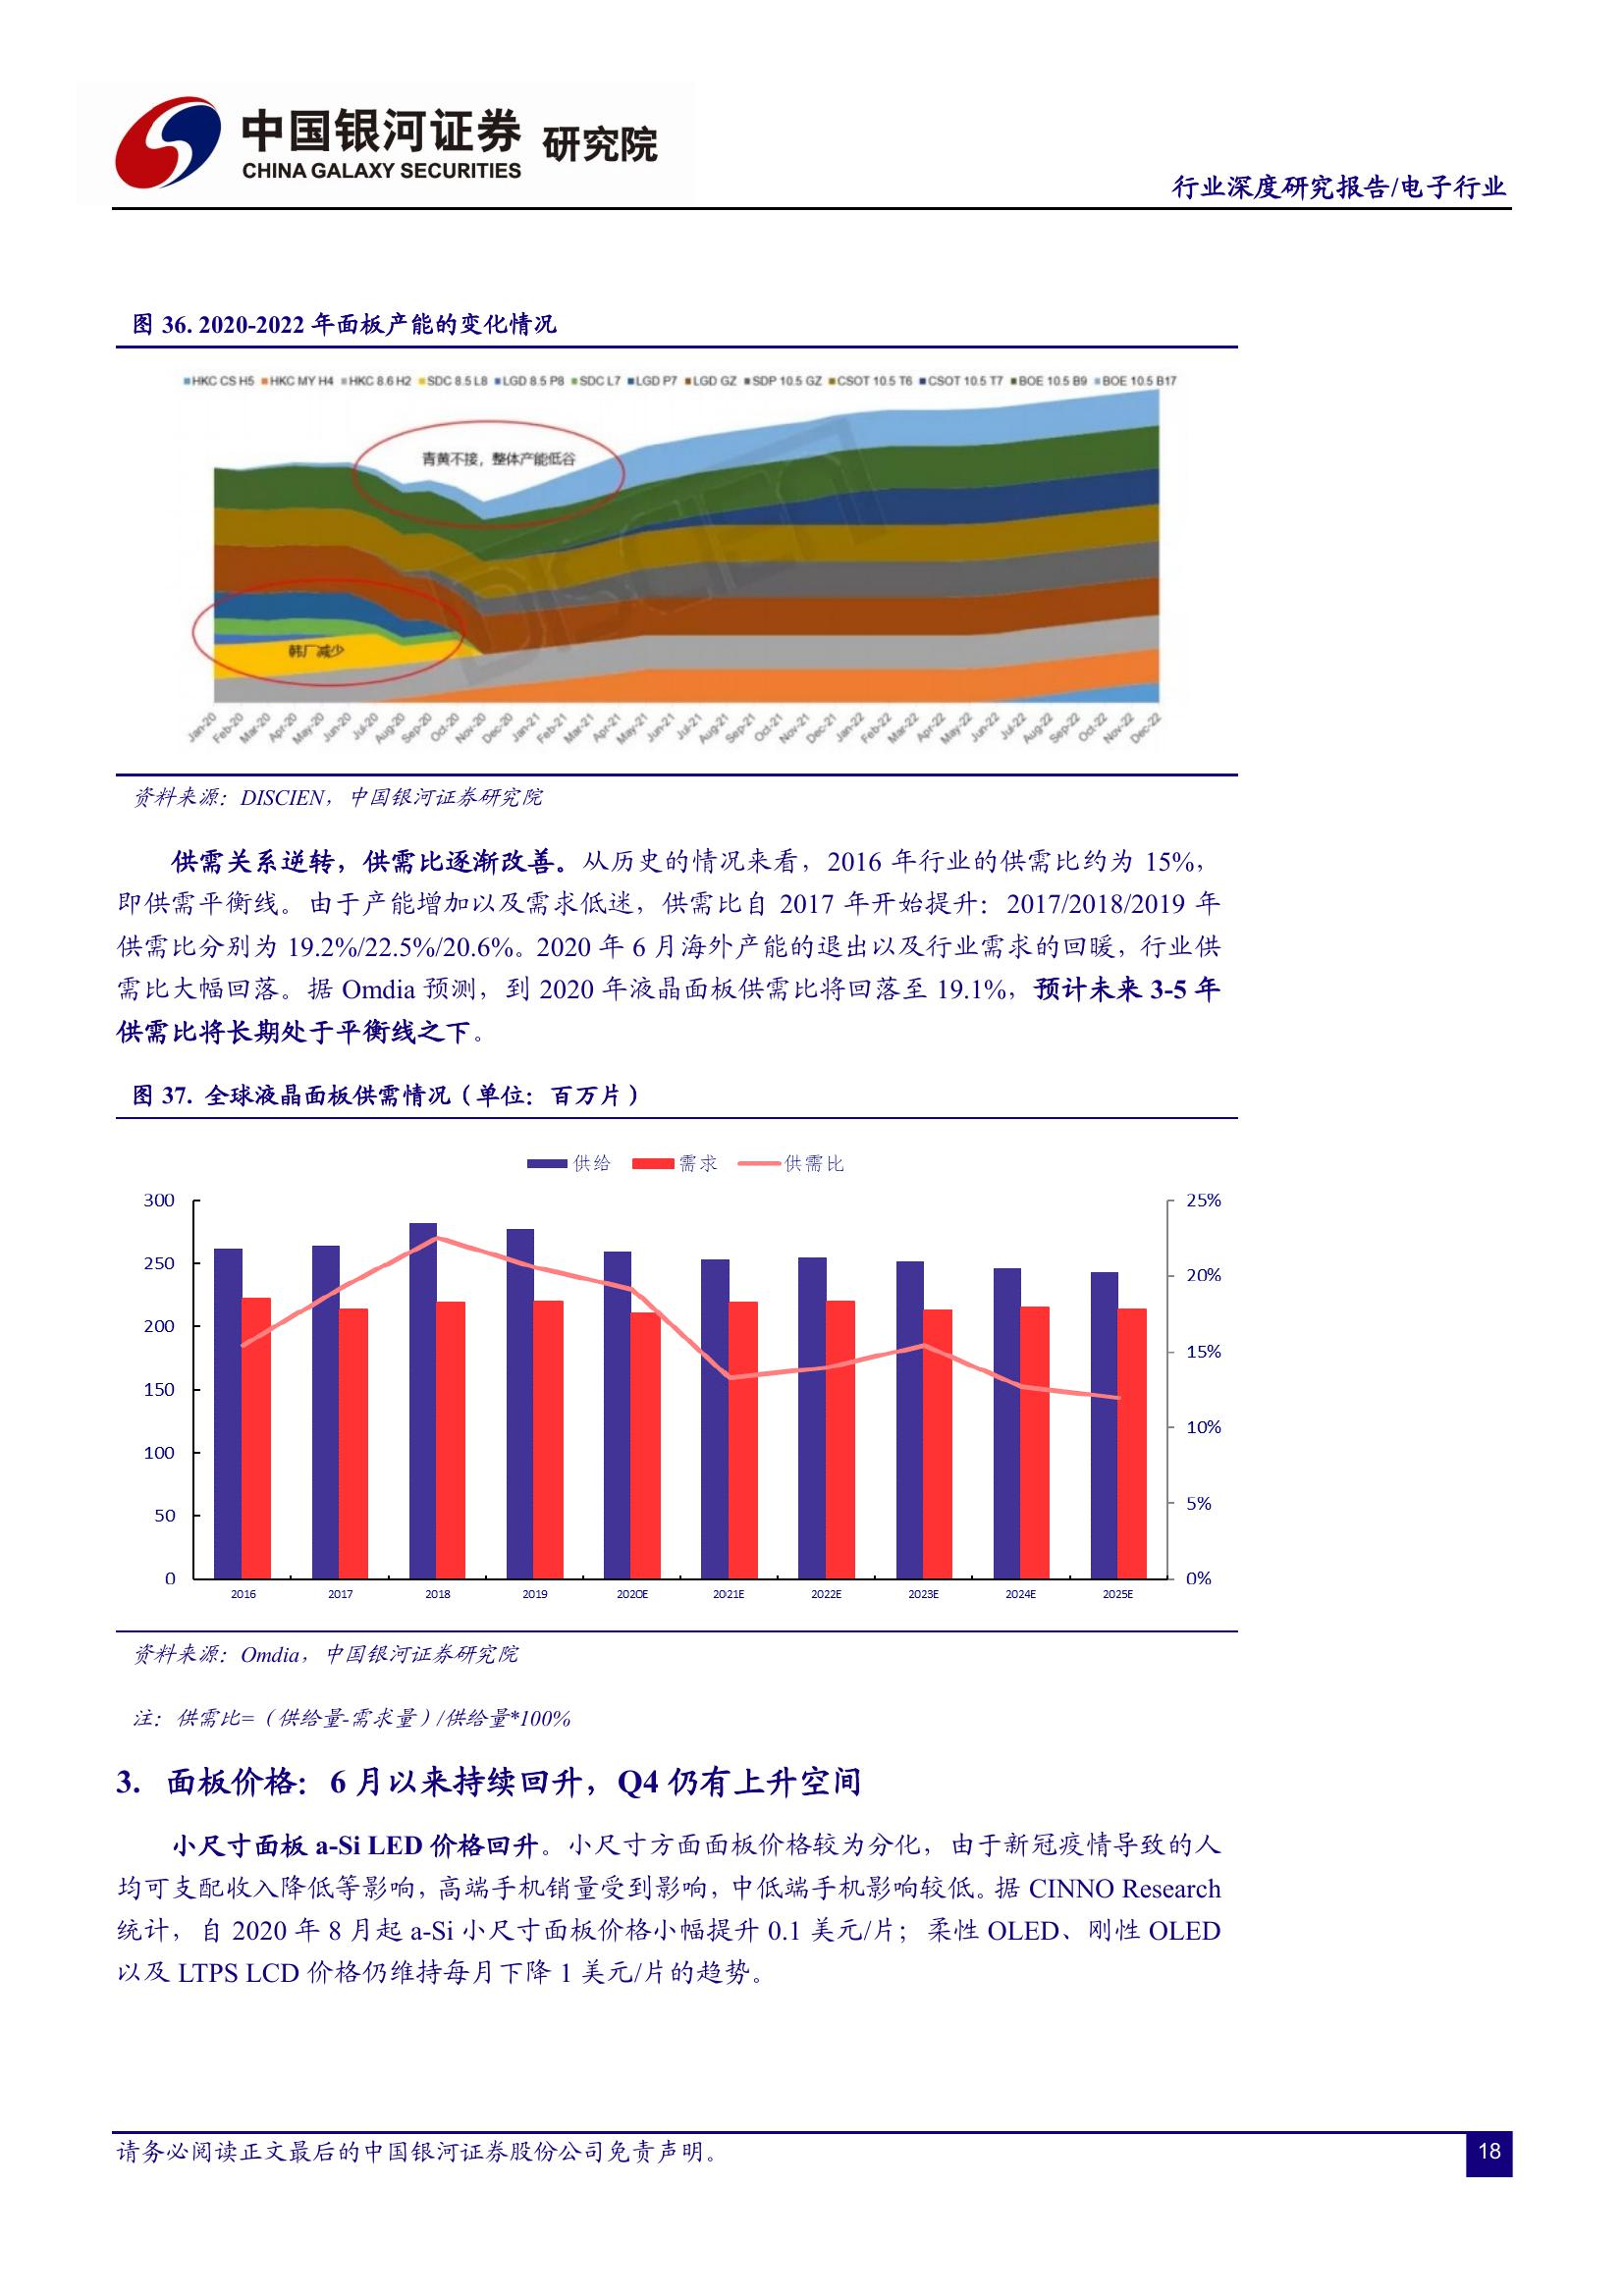 中国银河证券 研究院
CHINA GALAXY SECURITIES
行业深度研究报告/电子行业
图 36. 2020-2022 年面板产能的变化情况
HKC CS H5 HKC MY H4 HKC 8.6 H2 SDC 8.5 L8 LGD 8.5 P8 SDC L7 LGD P7 LGD GZ SDP 10.5 GZ CSOT 10.5 T6 CSOT 10.5 T7 BOE 10.5 B9 BOE 10.5 B17
青黄不接，整体产能低谷
DISCIEN
韩厂减少
Jan-20 Feb-20 Mar-20 Apr-20 May-20 Jun-20 Jul-20 Aug-20 Sep-20 Oct-20 Nov-20 Dec-20 Jan-21 Feb-21 Mar-21 Apr-21 May-21 Jun-21 Jul-21 Aug-21 Sep-21 Oct-21 Nov-21 Dec-21 Jan-22 Feb-22 Mar-22 Apr-22 May-22 Jun-22 Jul-22 Aug-22 Sep-22 Oct-22 Nov-22 Dec-22
资料来源：DISCIEN，中国银河证券研究院
供需关系逆转，供需比逐渐改善。从历史的情况来看，2016 年行业的供需比约为 15%，
即供需平衡线。由于产能增加以及需求低迷，供需比自 2017 年开始提升：2017/2018/2019 年
供需比分别为 19.2%/22.5%/20.6%。2020 年 6 月海外产能的退出以及行业需求的回暖，行业供
需比大幅回落。据 Omdia 预测，到 2020 年液晶面板供需比将回落至 19.1%，预计未来 3-5 年
供需比将长期处于平衡线之下。
图 37. 全球液晶面板供需情况（单位：百万片）
供给 需求 供需比
300 25%
250
20%
200
15%
150
10%
100
5%
50
0 0%
2016 2017 2018 2019 2020E 2021E 2022E 2023E 2024E 2025E
资料来源：Omdia，中国银河证券研究院
注：供需比=（供给量-需求量）/供给量*100%
3. 面板价格：6 月以来持续回升，Q4 仍有上升空间
小尺寸面板 a-Si LED 价格回升。小尺寸方面面板价格较为分化，由于新冠疫情导致的人
均可支配收入降低等影响，高端手机销量受到影响，中低端手机影响较低。据 CINNO Research
统计，自 2020 年 8 月起 a-Si 小尺寸面板价格小幅提升 0.1 美元/片；柔性 OLED、刚性 OLED
以及 LTPS LCD 价格仍维持每月下降 1 美元/片的趋势。
请务必阅读正文最后的中国银河证券股份公司免责声明。
18